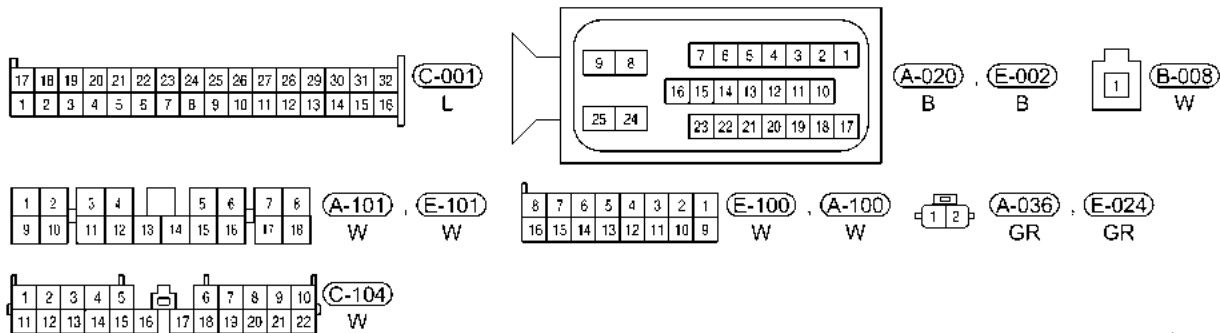 17 18 19 20 21 22 23 24 25 26 27 28 29 30 31 32
1 2 3 4 5 6 7 8 9 10 11 12 13 14 15 16
C-001
L
9 8
7 6 5 4 3 2 1
16 15 14 13 12 11 10
25 24
23 22 21 20 19 18 17
A-020 , E-002
B B
1
B-008
W
1 2 3 4 5 6 7 8
9 10 11 12 13 14 15 16 17 18
A-101 , E-101
W W
8 7 6 5 4 3 2 1
16 15 14 13 12 11 10 9
E-100 , A-100
W W
1 2
A-036 , E-024
GR GR
1 2 3 4 5 6 7 8 9 10
11 12 13 14 15 16 17 18 19 20 21 22
C-104
W